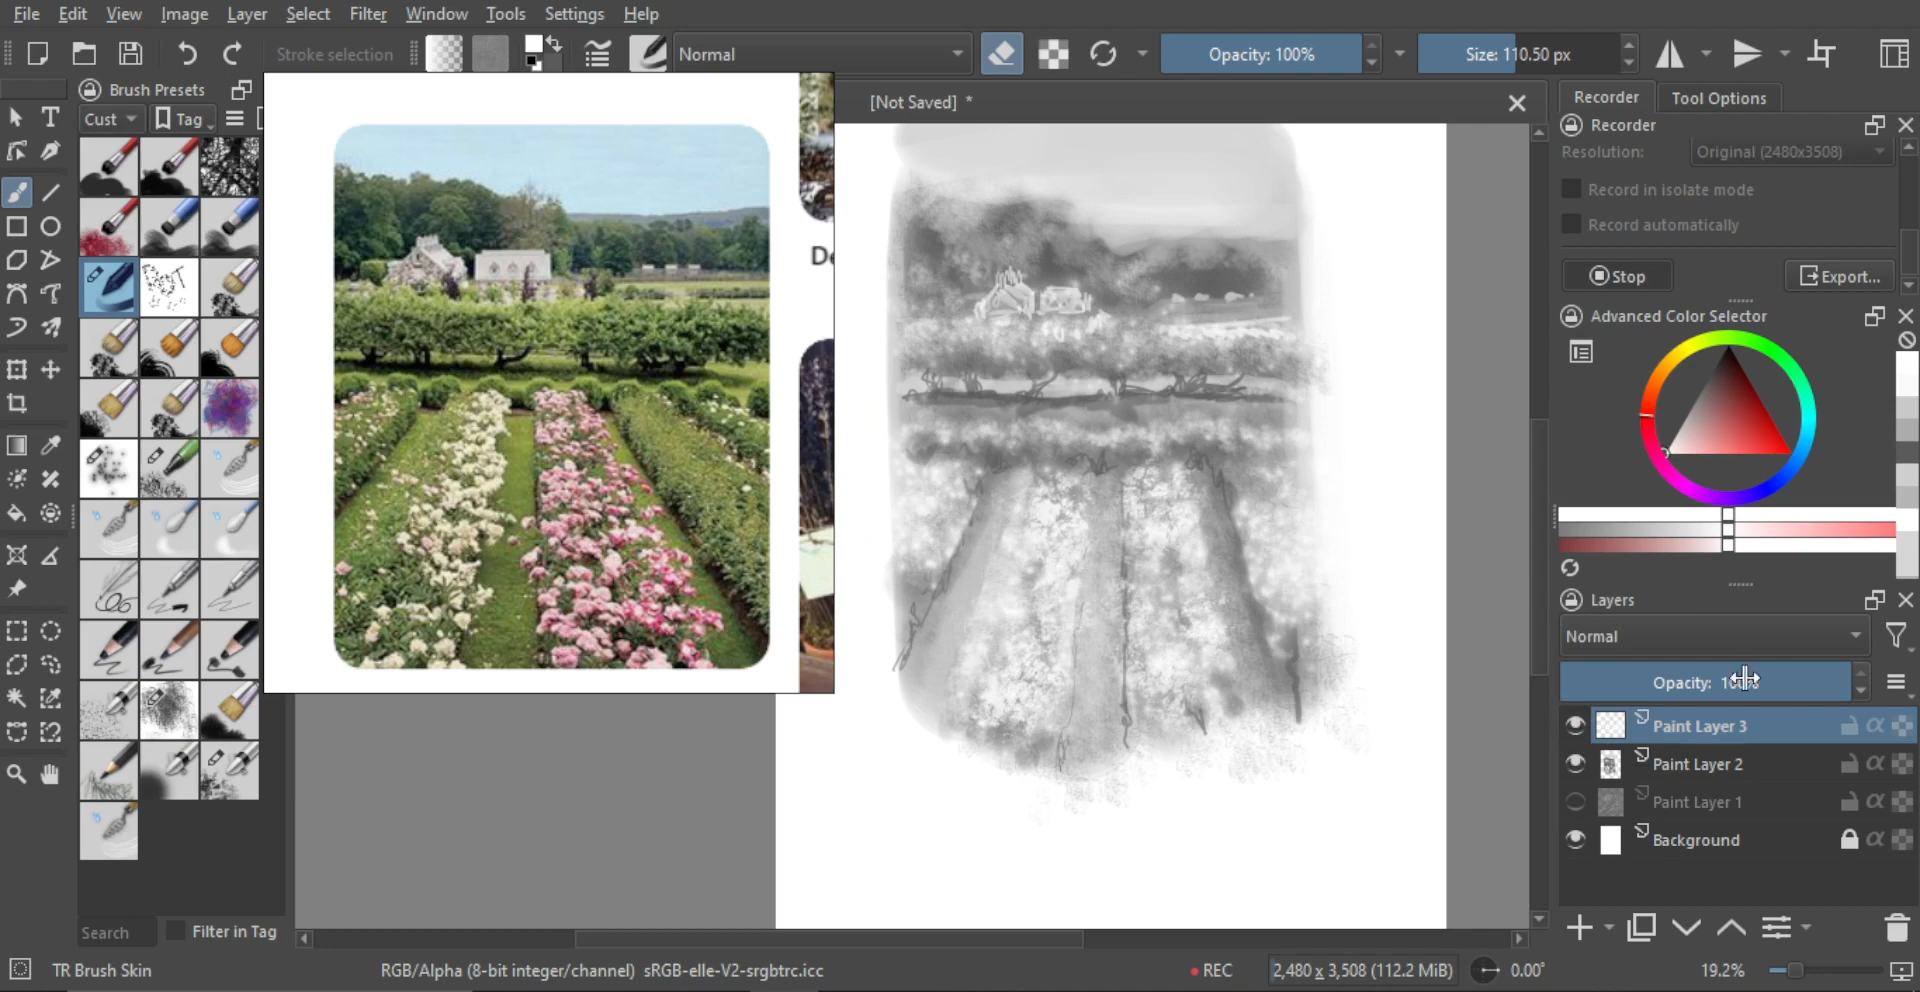 File Edit View Image Layer Select Filter Window Tools Settings Help
Stroke selection Normal Opacity: 100% Size: 110.50 px
Brush Presets
Cust Tag
[Not Saved] *
Recorder Tool Options
Recorder
Resolution: Original (2480x3508)
Record in isolate mode
Record automatically
Stop Export...
De
Advanced Color Selector
Layers
Normal
Opacity:
Paint Layer 3
Paint Layer 2
Paint Layer 1
Background
Search Filter in Tag
TR Brush Skin RGB/Alpha (8-bit integer/channel) sRGB-elle-V2-srgbtrc.icc REC 2,480 x 3,508 (112.2 MiB) 0.00° 19.2%